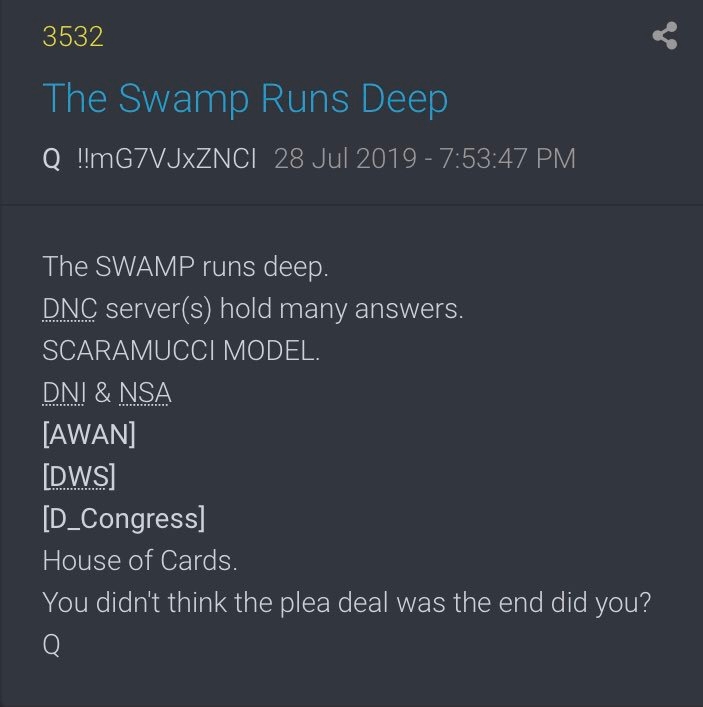 3532
The Swamp Runs Deep
Q !!mG7VJxZNCI 28 Jul 2019 - 7:53:47 PM
The SWAMP runs deep.
DNC server(s) hold many answers.
SCARAMUCCI MODEL.
DNI & NSA
[AWAN]
[DWS]
[D_Congress]
House of Cards.
You didn't think the plea deal was the end did you?
Q